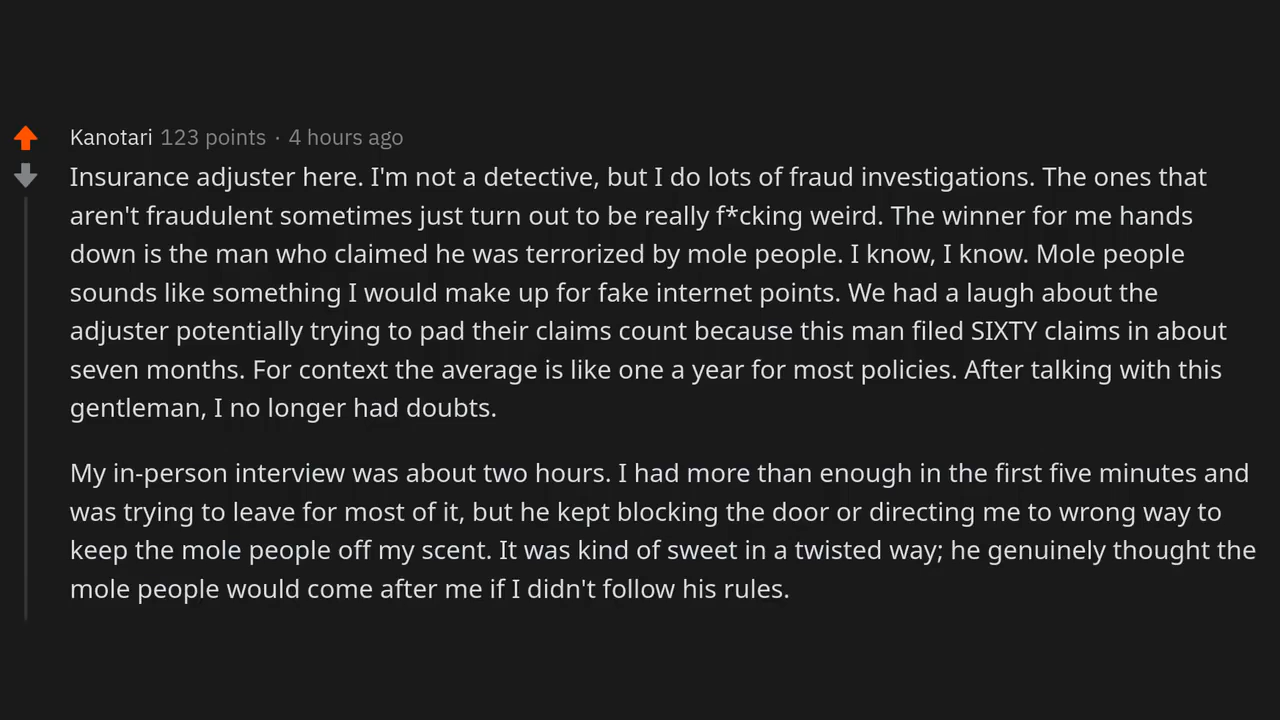 Kanotari 123 points · 4 hours ago
Insurance adjuster here. I'm not a detective, but I do lots of fraud investigations. The ones that
aren't fraudulent sometimes just turn out to be really f*cking weird. The winner for me hands
down is the man who claimed he was terrorized by mole people. I know, I know. Mole people
sounds like something I would make up for fake internet points. We had a laugh about the
adjuster potentially trying to pad their claims count because this man filed SIXTY claims in about
seven months. For context the average is like one a year for most policies. After talking with this
gentleman, I no longer had doubts.
My in-person interview was about two hours. I had more than enough in the first five minutes and
was trying to leave for most of it, but he kept blocking the door or directing me to wrong way to
keep the mole people off my scent. It was kind of sweet in a twisted way; he genuinely thought the
mole people would come after me if I didn't follow his rules.